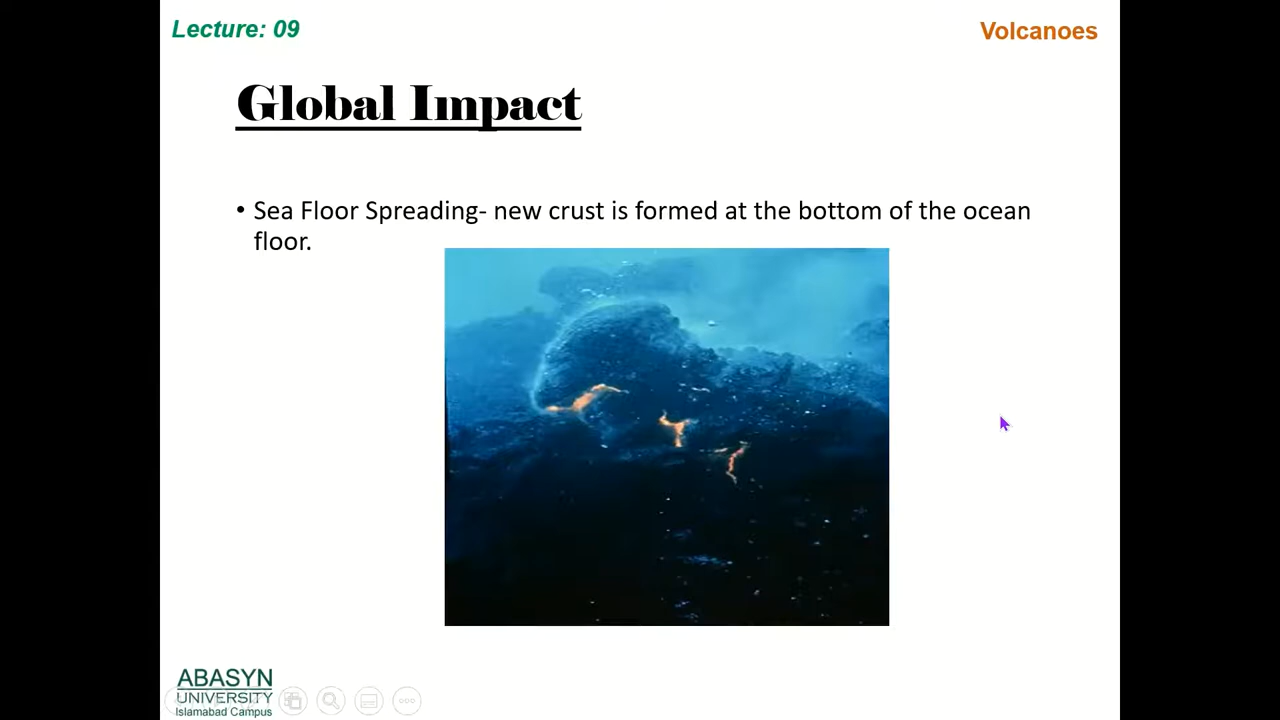 Lecture: 09
Volcanoes
Global Impact
• Sea Floor Spreading- new crust is formed at the bottom of the ocean
floor.
ABASYN
UNIVERSITY
Islamabad Campus